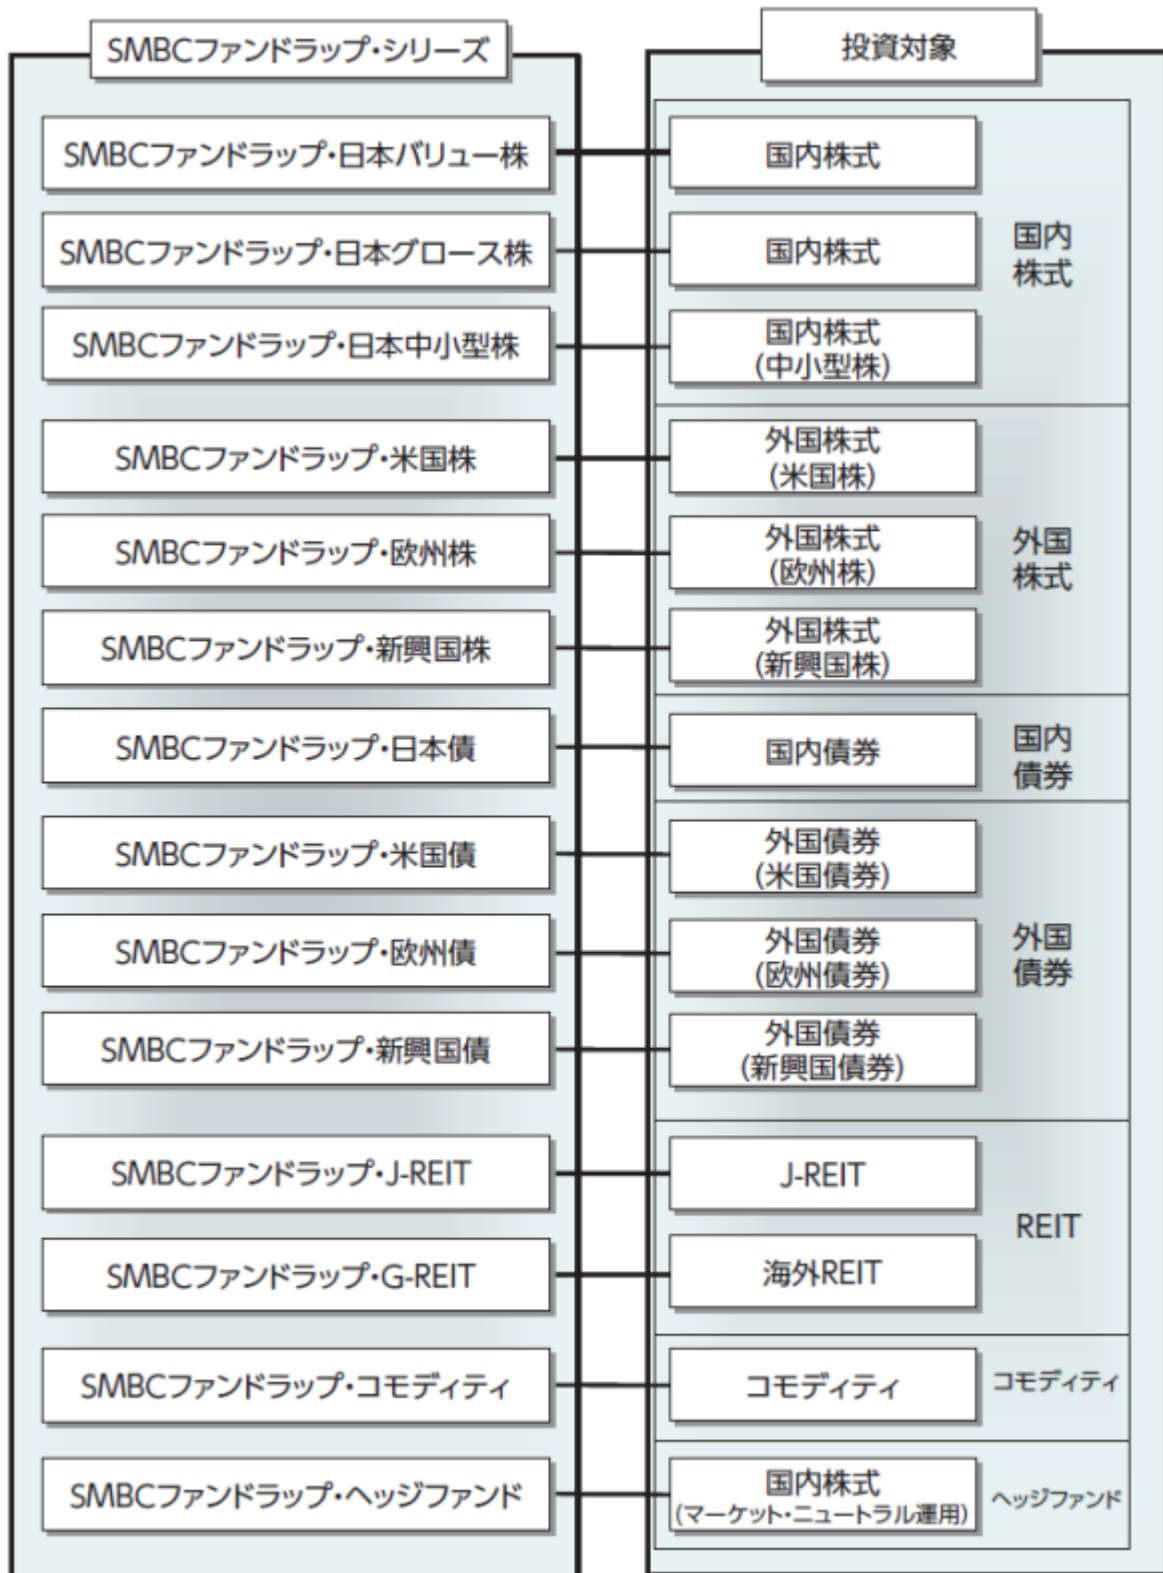 SMBCファンドラップ・シリーズ
投資対象
SMBCファンドラップ・日本バリュー株
国内株式
SMBCファンドラップ・日本グロース株
国内株式
国内
株式
SMBCファンドラップ・日本中小型株
国内株式
(中小型株)
SMBCファンドラップ・米国株
外国株式
(米国株)
SMBCファンドラップ・欧州株
外国株式
(欧州株)
外国
株式
SMBCファンドラップ・新興国株
外国株式
(新興国株)
SMBCファンドラップ・日本債
国内債券
国内
債券
SMBCファンドラップ・米国債
外国債券
(米国債券)
SMBCファンドラップ・欧州債
外国債券
(欧州債券)
外国
債券
SMBCファンドラップ・新興国債
外国債券
(新興国債券)
SMBCファンドラップ・J-REIT
J-REIT
REIT
SMBCファンドラップ・G-REIT
海外REIT
SMBCファンドラップ・コモディティ
コモディティ
コモディティ
SMBCファンドラップ・ヘッジファンド
国内株式
(マーケット・ニュートラル運用)
ヘッジファンド